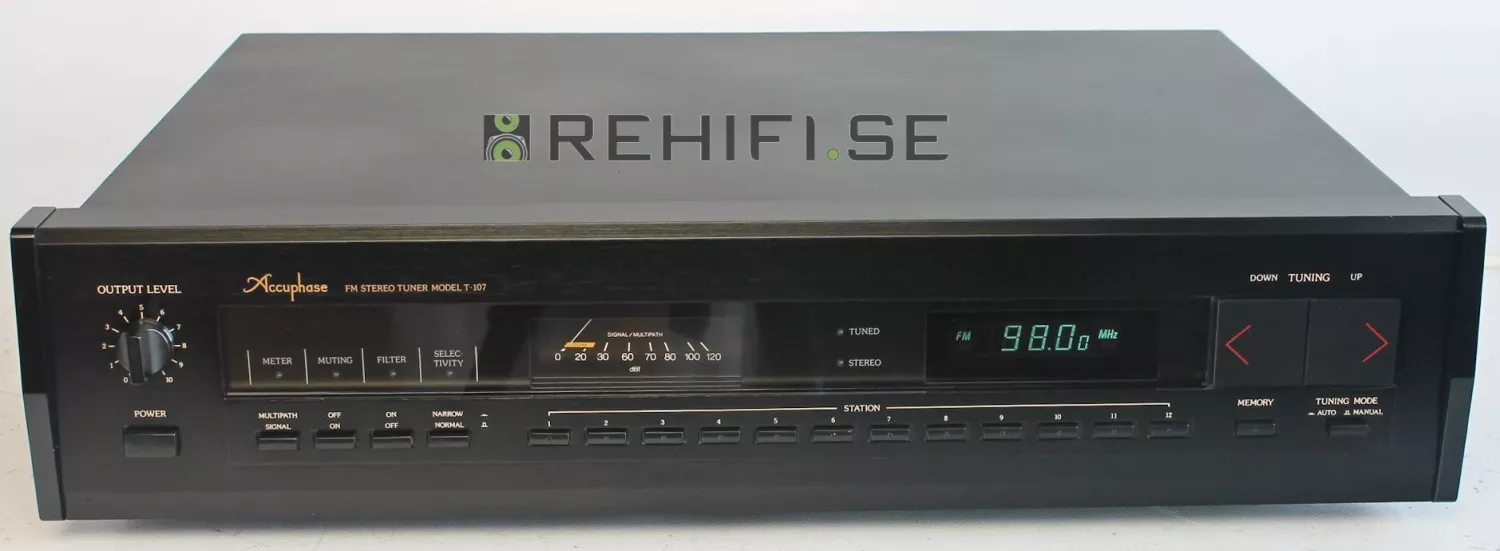 REHIFI.SE
OUTPUT LEVEL
0 1 2 3 4 5 6 7 8 9 10
POWER
Accuphase FM STEREO TUNER MODEL T-107
METER MUTING FILTER SELEC-
TIVITY
SIGNAL/MULTIPATH
0 20 30 60 70 80 100 120
dBf
TUNED
STEREO
FM 98.00 MHz
DOWN TUNING UP
MULTIPATH OFF ON NARROW
SIGNAL ON OFF NORMAL
STATION
1 2 3 4 5 6 7 8 9 10 11 12
MEMORY
TUNING MODE
AUTO MANUAL